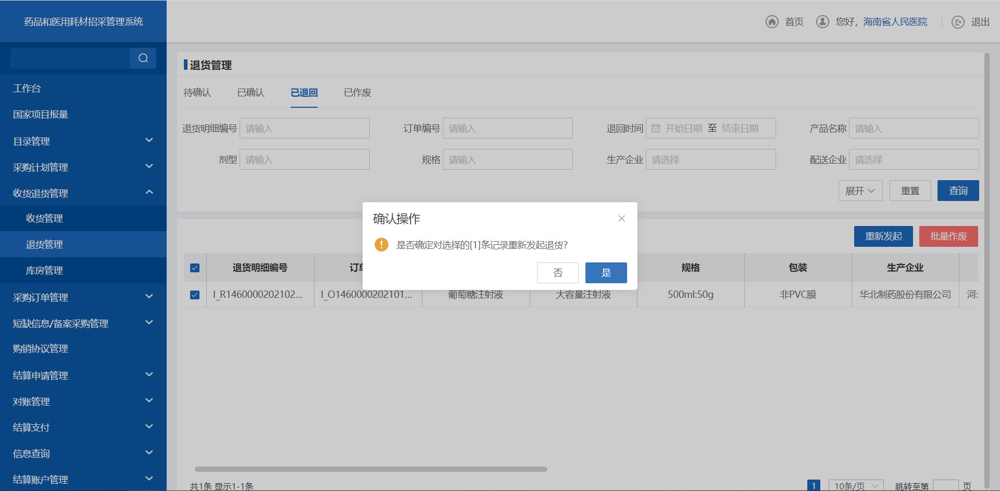 药品和医用耗材招采管理系统
首页
您好，海南省人民医院
退出
工作台
国家项目报量
目录管理
采购计划管理
收货退货管理
收货管理
退货管理
库房管理
采购订单管理
短缺信息/备案采购管理
购销协议管理
结算申请管理
对账管理
结算支付
信息查询
结算账户管理
退货管理
待确认 已确认 已退回 已作废
退货明细编号 请输入 订单编号 请输入 退回时间 开始日期 至 结束日期 产品名称 请输入
剂型 请输入 规格 请输入 生产企业 请选择 配送企业 请选择
展开 重置 查询
重新发起 批量作废
确认操作
是否确定对选择的[1]条记录重新发起退货?
否 是
退货明细编号 订单 规格 包装 生产企业
I_R1460000202102... I_O1460000202101... 葡萄糖注射液 大容量注射液 500ml:50g 非PVC膜 华北制药股份有限公司 河
共1条 显示1-1条
1 10条/页 跳转至第 页